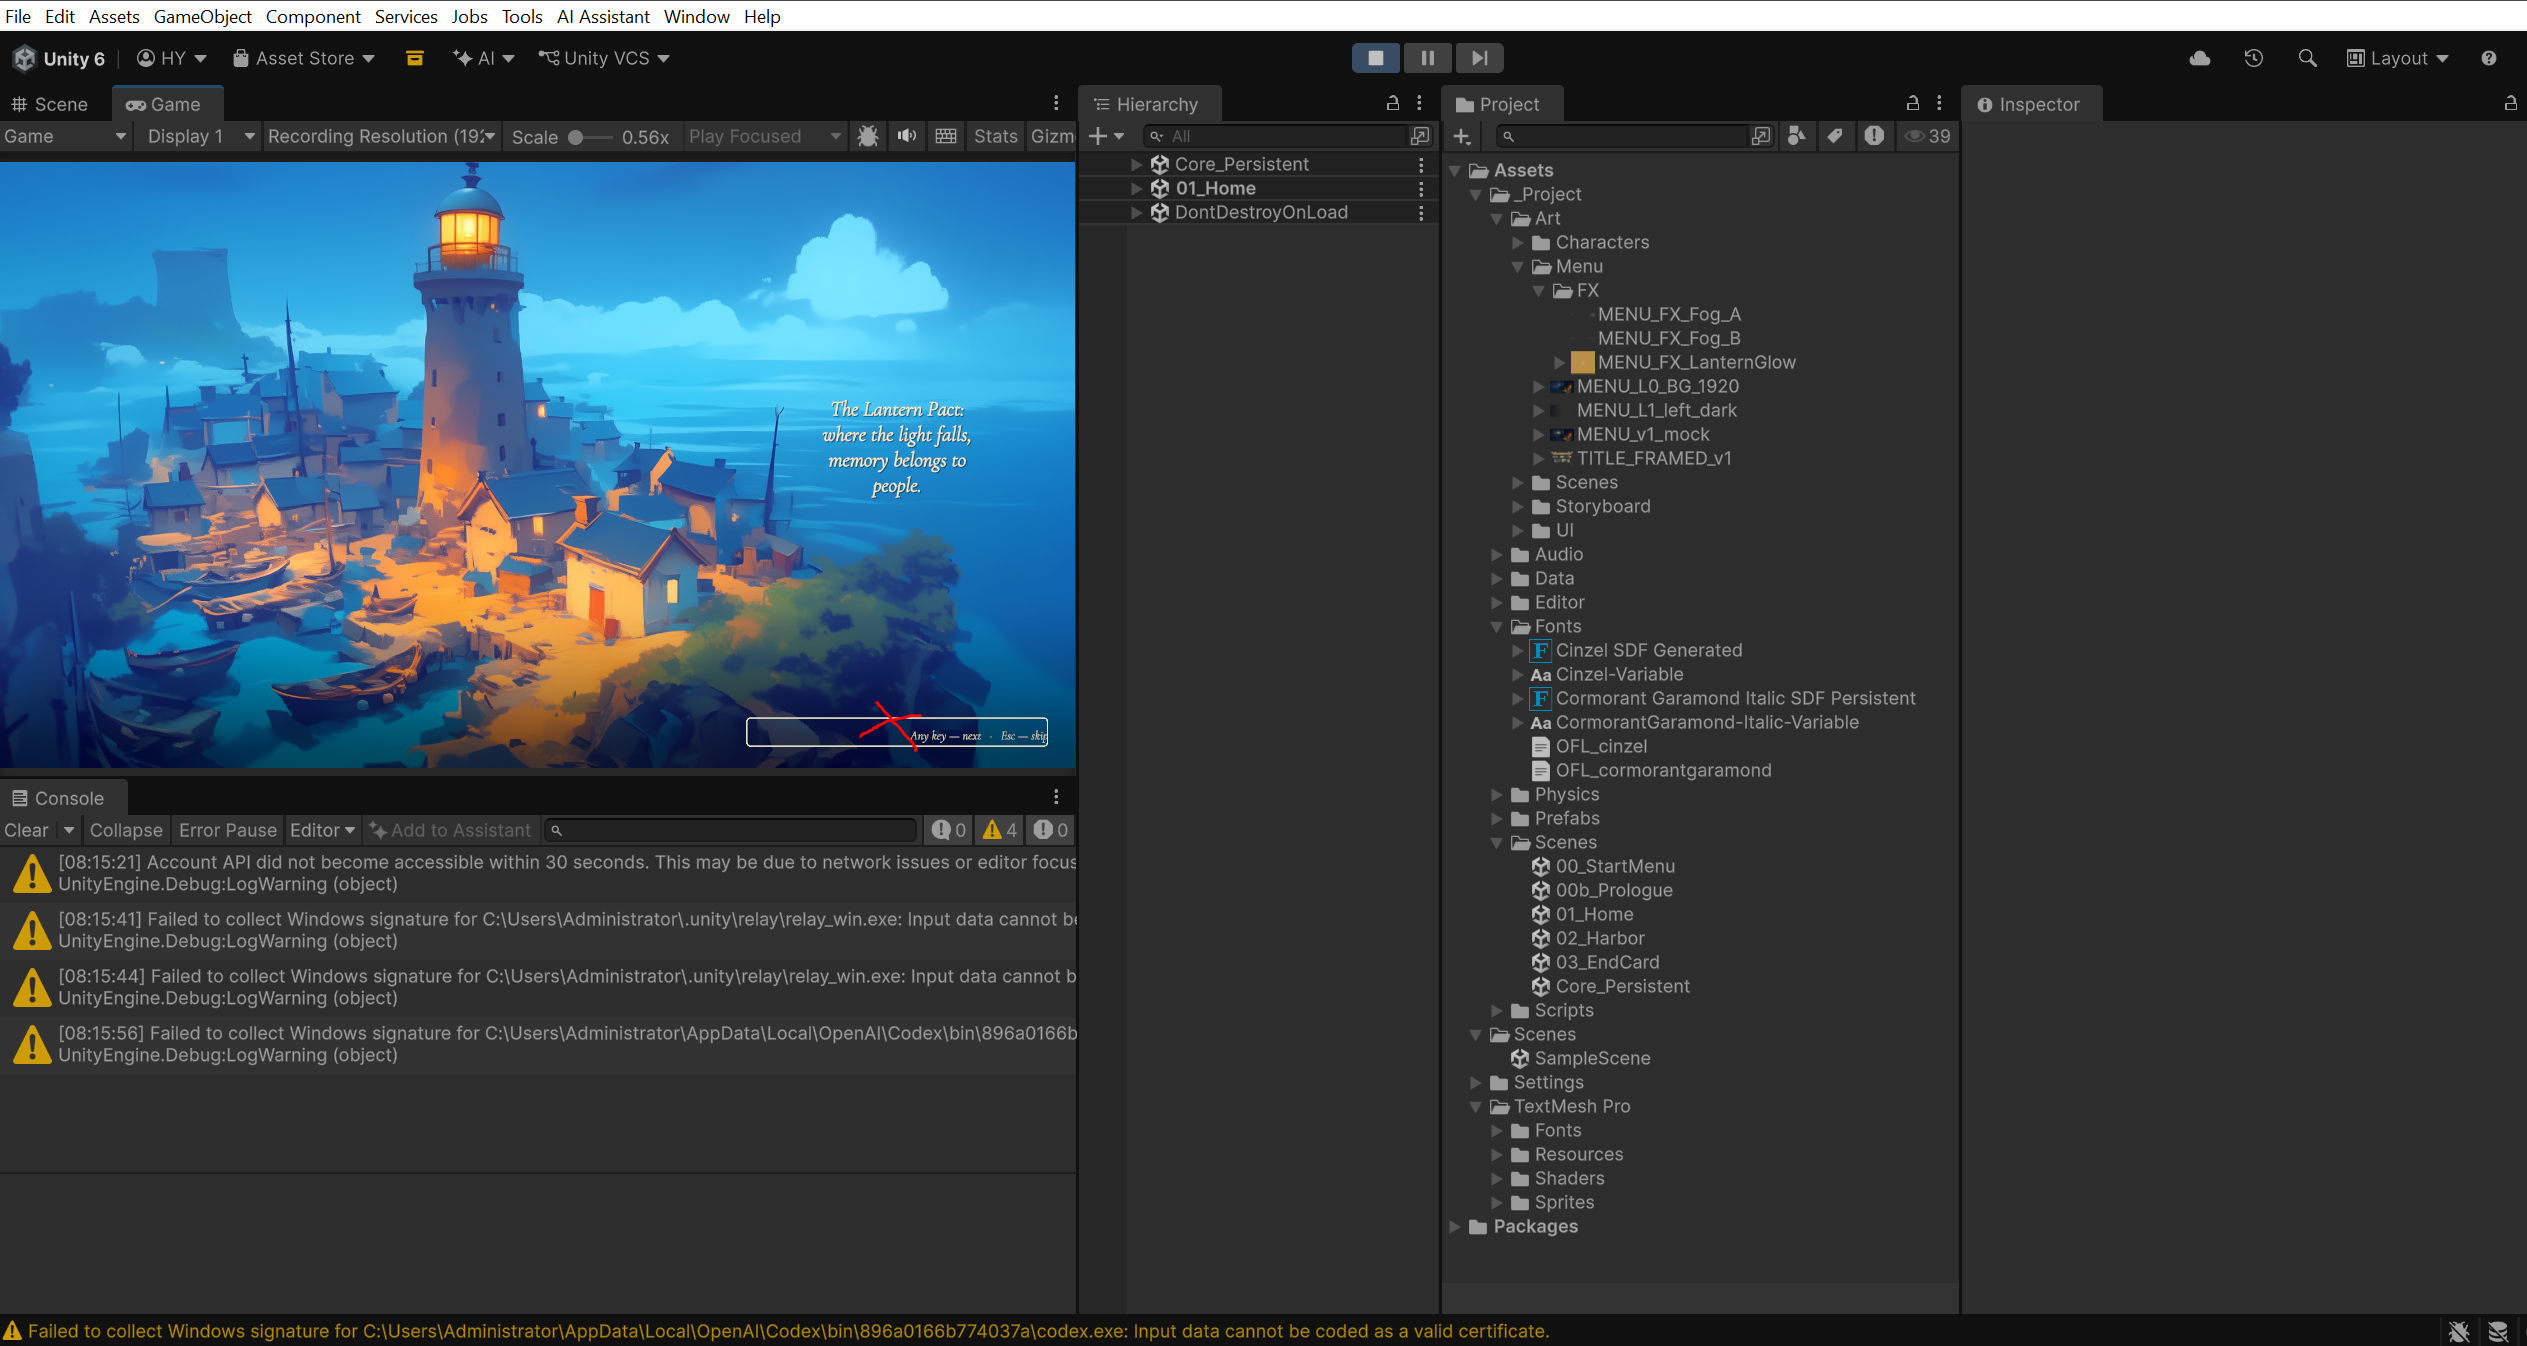 File Edit Assets GameObject Component Services Jobs Tools AI Assistant Window Help
Unity 6 HY Asset Store AI Unity VCS Layout
Scene Game
Game Display 1 Recording Resolution (192 Scale 0.56x Play Focused Stats Gizm
The Lantern Pact:
where the light falls,
memory belongs to
people.
Any key — next · Esc — skip
Console
Clear Collapse Error Pause Editor Add to Assistant 0 4 0
[08:15:21] Account API did not become accessible within 30 seconds. This may be due to network issues or editor focus
UnityEngine.Debug:LogWarning (object)
[08:15:41] Failed to collect Windows signature for C:\Users\Administrator\.unity\relay\relay_win.exe: Input data cannot be
UnityEngine.Debug:LogWarning (object)
[08:15:44] Failed to collect Windows signature for C:\Users\Administrator\.unity\relay\relay_win.exe: Input data cannot b
UnityEngine.Debug:LogWarning (object)
[08:15:56] Failed to collect Windows signature for C:\Users\Administrator\AppData\Local\OpenAI\Codex\bin\896a0166b
UnityEngine.Debug:LogWarning (object)
Hierarchy
All
Core_Persistent
01_Home
DontDestroyOnLoad
Project
39
Assets
_Project
Art
Characters
Menu
FX
MENU_FX_Fog_A
MENU_FX_Fog_B
MENU_FX_LanternGlow
MENU_L0_BG_1920
MENU_L1_left_dark
MENU_v1_mock
TITLE_FRAMED_v1
Scenes
Storyboard
UI
Audio
Data
Editor
Fonts
Cinzel SDF Generated
Aa Cinzel-Variable
Cormorant Garamond Italic SDF Persistent
Aa CormorantGaramond-Italic-Variable
OFL_cinzel
OFL_cormorantgaramond
Physics
Prefabs
Scenes
00_StartMenu
00b_Prologue
01_Home
02_Harbor
03_EndCard
Core_Persistent
Scripts
Scenes
SampleScene
Settings
TextMesh Pro
Fonts
Resources
Shaders
Sprites
Packages
Inspector
Failed to collect Windows signature for C:\Users\Administrator\AppData\Local\OpenAI\Codex\bin\896a0166b774037a\codex.exe: Input data cannot be coded as a valid certificate.